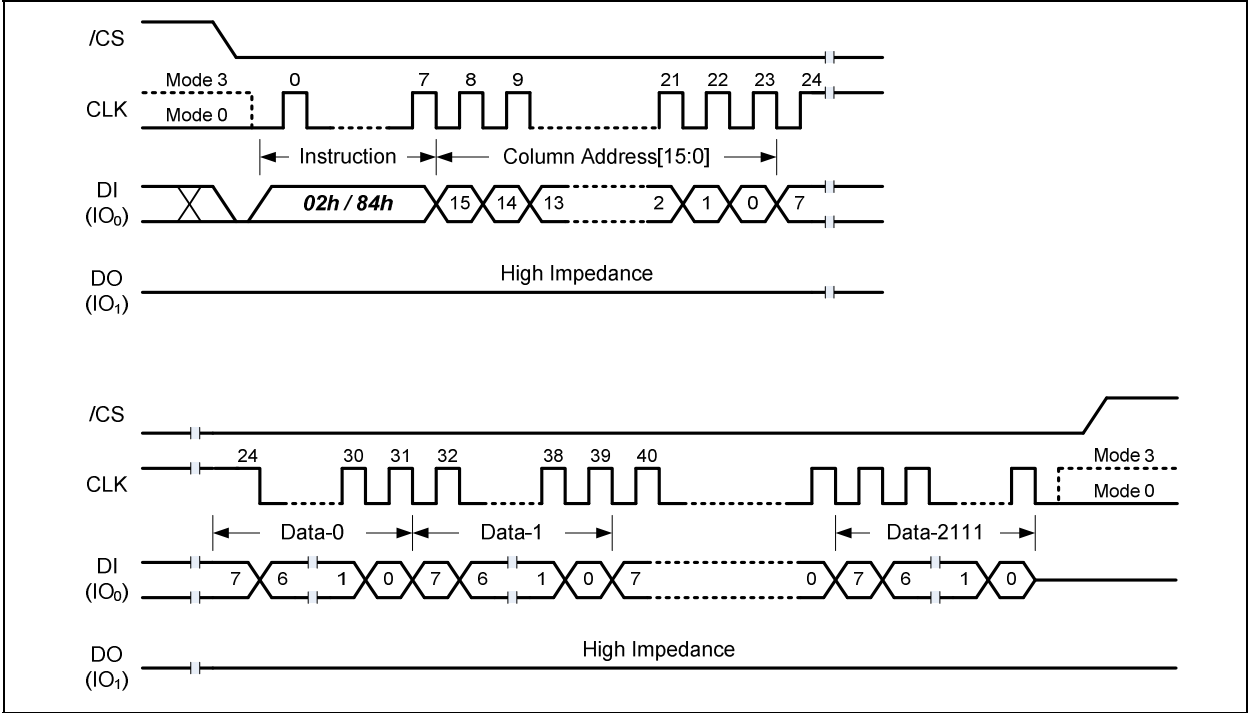 /CS
Mode 3 0 7 8 9 21 22 23 24
CLK
Mode 0
Instruction Column Address[15:0]
DI
(IO₀)
02h / 84h 15 14 13 2 1 0 7
High Impedance
DO
(IO₁)
/CS
24 30 31 32 38 39 40 Mode 3
CLK
Mode 0
Data-0 Data-1 Data-2111
DI
(IO₀)
7 6 1 0 7 6 1 0 7 0 7 6 1 0
High Impedance
DO
(IO₁)